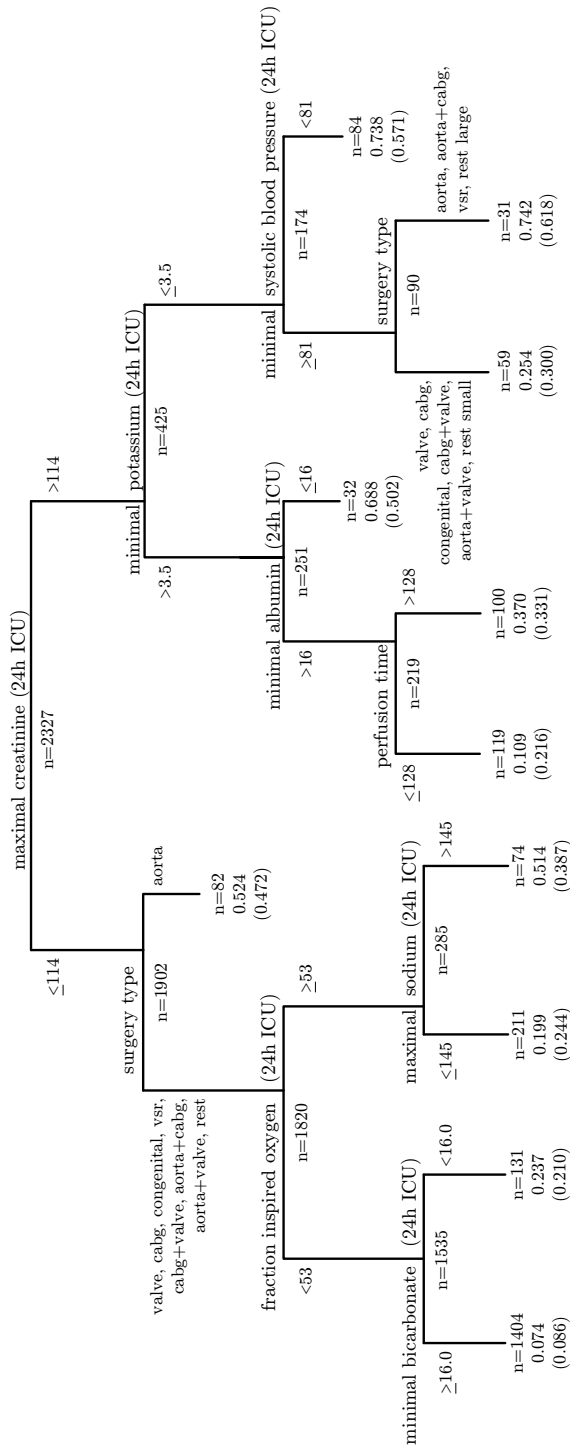 maximal creatinine (24h ICU)
n=2327
≤114
>114
surgery type
n=1902
valve, cabg, congenital, vsr,
cabg+valve, aorta+cabg,
aorta+valve, rest
aorta
n=82
0.524
(0.472)
fraction inspired oxygen (24h ICU)
n=1820
<53
≥53
minimal bicarbonate (24h ICU)
n=1535
≥16.0
<16.0
n=1404
0.074
(0.086)
n=131
0.237
(0.210)
maximal sodium (24h ICU)
n=285
≤145
>145
n=211
0.199
(0.244)
n=74
0.514
(0.387)
minimal potassium (24h ICU)
n=425
>3.5
≤3.5
minimal albumin (24h ICU)
n=251
>16
≤16
n=32
0.688
(0.502)
perfusion time
n=219
≤128
>128
n=119
0.109
(0.216)
n=100
0.370
(0.331)
minimal systolic blood pressure (24h ICU)
n=174
≥81
<81
n=84
0.738
(0.571)
surgery type
n=90
valve, cabg,
congenital, cabg+valve,
aorta+valve, rest small
aorta, aorta+cabg,
vsr, rest large
n=59
0.254
(0.300)
n=31
0.742
(0.618)